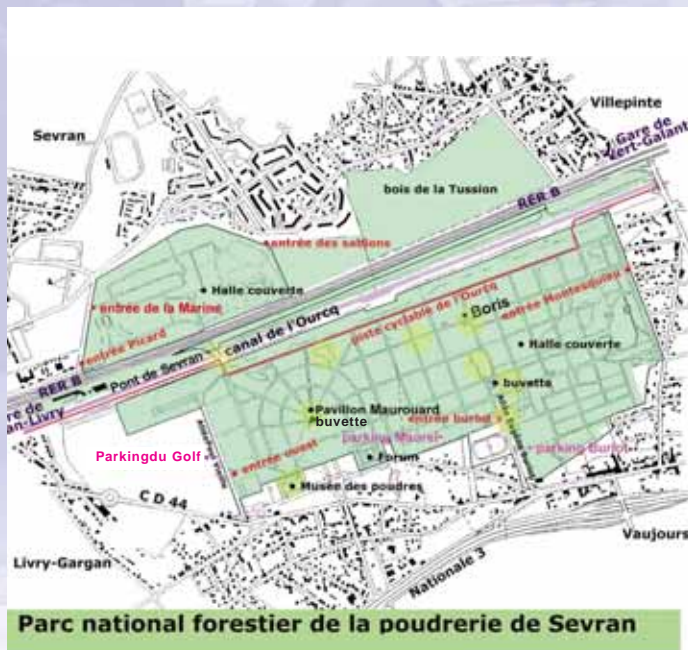 Villepinte
Sevran
Gare de
Vert-Galant
bois de la Tussion
RER B
entrée des sablons
Halle couverte
entrée de la Marine
canal de l'Ourcq
piste cyclable de l'Ourcq
Boris
entrée Montesquieu
entrée Picard
Pont de Sevran
Halle couverte
RER B
buvette
Pavillon Maurouard
buvette
entrée burlot
parking Maorel
Parkingdu Golf
entrée ouest
Forum
parking Burlot
Musée des poudres
CD 44
Vaujours
Livry-Gargan
Nationale 3
Parc national forestier de la poudrerie de Sevran